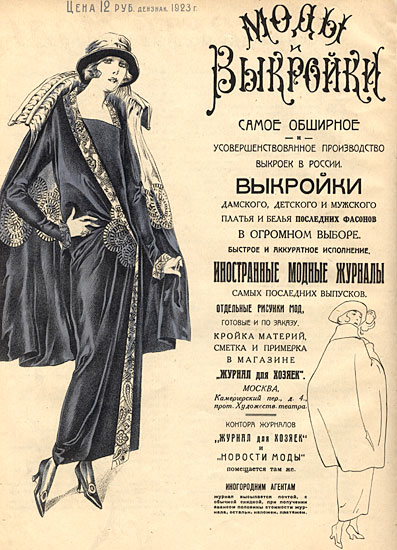 ЦЕНА 12 РУБ. ДЕНЗНАК. 1923 г.
МОДЫ
И
ВЫКРОЙКИ
САМОЕ ОБШИРНОЕ
И
УСОВЕРШЕНСТВОВАННОЕ ПРОИЗВОДСТВО
ВЫКРОЕК В РОССИИ.
ВЫКРОЙКИ
ДАМСКОГО, ДЕТСКОГО И МУЖСКОГО
ПЛАТЬЯ И БЕЛЬЯ ПОСЛЕДНИХ ФАСОНОВ
В ОГРОМНОМ ВЫБОРЕ.
БЫСТРОЕ И АККУРАТНОЕ ИСПОЛНЕНИЕ,
ИНОСТРАННЫЕ МОДНЫЕ ЖУРНАЛЫ
САМЫХ ПОСЛЕДНИХ ВЫПУСКОВ.
ОТДЕЛЬНЫЕ РИСУНКИ МОД,
ГОТОВЫЕ И ПО ЗАКАЗУ.
КРОЙКА МАТЕРИЙ,
СМЕТКА И ПРИМЕРКА
В МАГАЗИНЕ
„ЖУРНАЛ для ХОЗЯЕК".
МОСКВА,
Камергерский пер., д. 4,
прот. Художеств. театра.
КОНТОРА ЖУРНАЛОВ
„ЖУРНАЛ для ХОЗЯЕК"
и
„НОВОСТИ МОДЫ"
помещается там же.
ИНОГОРОДНИМ АГЕНТАМ
журнал высылается почтой, с
обычной скидкой, при получении
авансом половины стоимости жур-
нала, осталън. наложен. платежом.